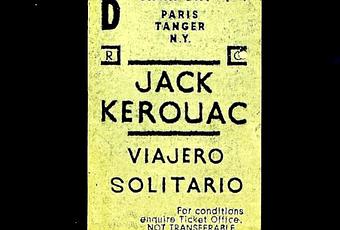 D
PARIS
TANGER
N.Y.
R C
JACK
KEROUAC
VIAJERO
SOLITARIO
For conditions
enquire Ticket Office.
NOT TRANSFERABLE